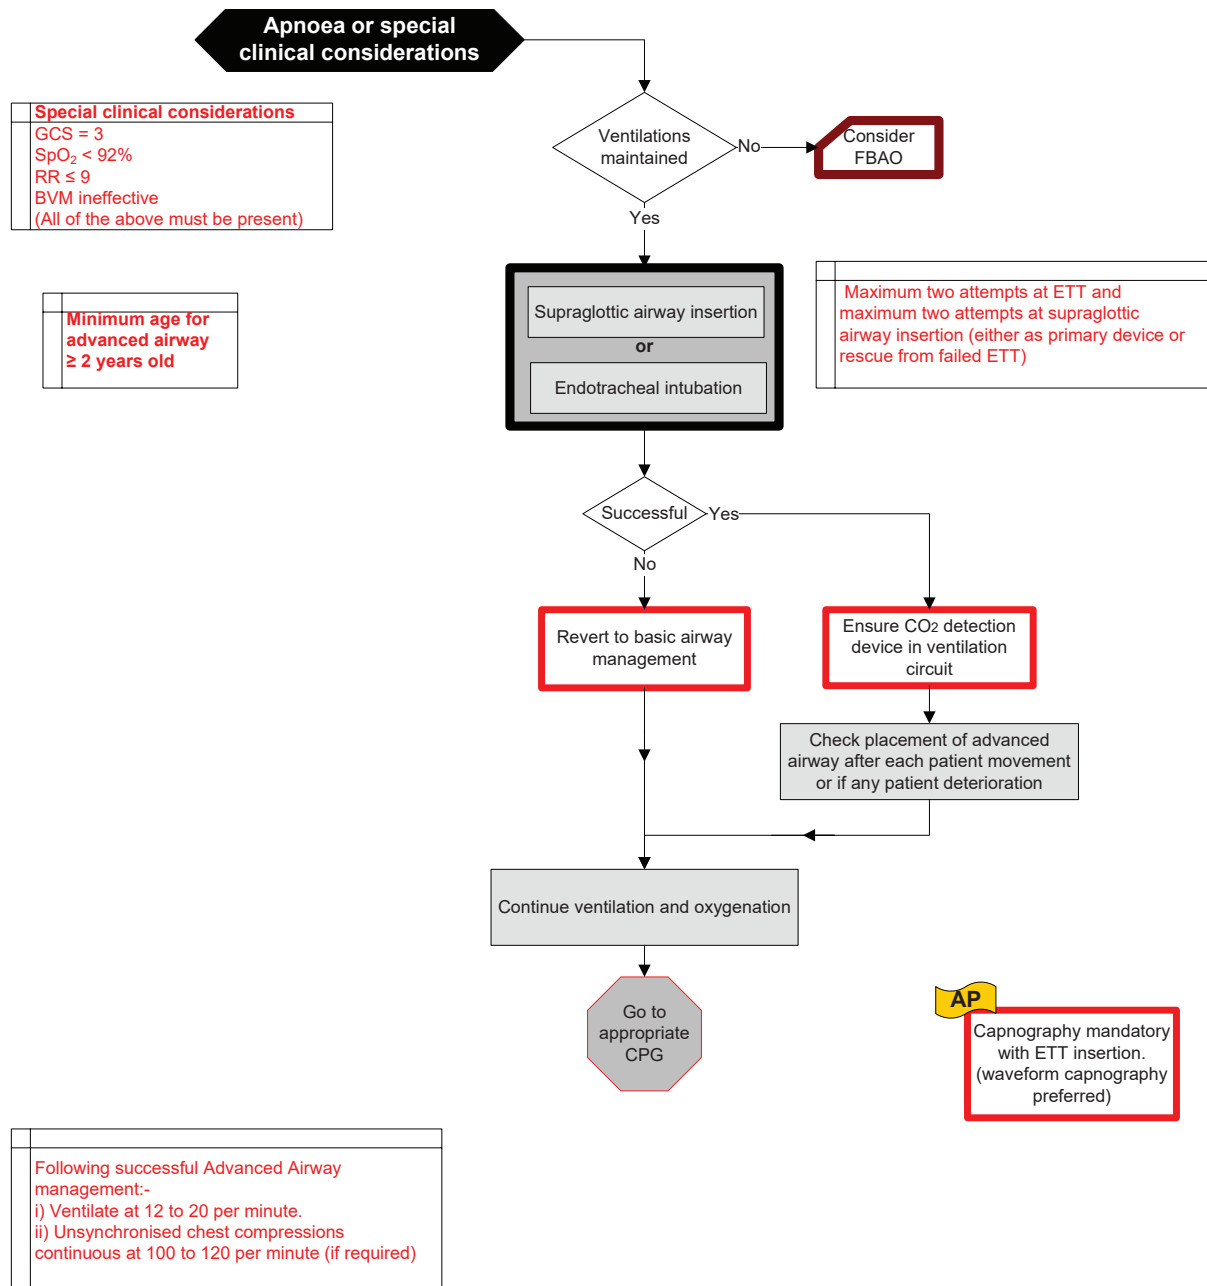 Apnoea or special
clinical considerations
Special clinical considerations
GCS = 3
SpO₂ < 92%
RR ≤ 9
BVM ineffective
(All of the above must be present)
Ventilations
maintained
No
Consider
FBAO
Yes
Minimum age for
advanced airway
≥ 2 years old
Supraglottic airway insertion
or
Endotracheal intubation
Maximum two attempts at ETT and
maximum two attempts at supraglottic
airway insertion (either as primary device or
rescue from failed ETT)
Successful
Yes
No
Revert to basic airway
management
Ensure CO2 detection
device in ventilation
circuit
Check placement of advanced
airway after each patient movement
or if any patient deterioration
Continue ventilation and oxygenation
Go to
appropriate
CPG
AP
Capnography mandatory
with ETT insertion.
(waveform capnography
preferred)
Following successful Advanced Airway
management:-
i) Ventilate at 12 to 20 per minute.
ii) Unsynchronised chest compressions
continuous at 100 to 120 per minute (if required)